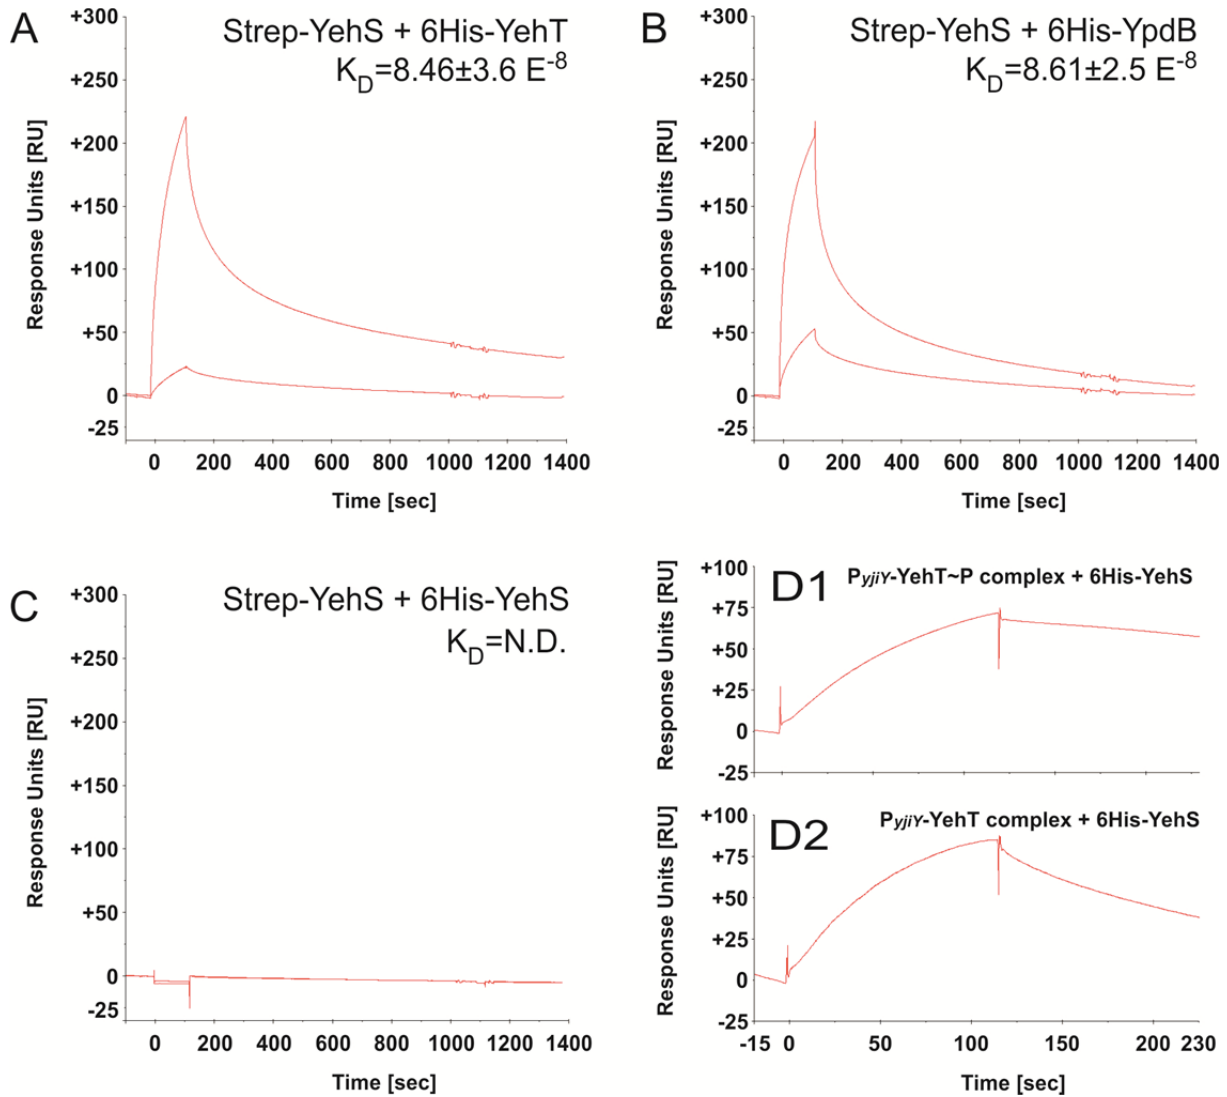 A
Strep-YehS + 6His-YehT
K_D=8.46±3.6 E^-8
+300
+250
+200
+150
+100
+50
0
-25
Response Units [RU]
0 200 400 600 800 1000 1200 1400
Time [sec]
B
Strep-YehS + 6His-YpdB
K_D=8.61±2.5 E^-8
+300
+250
+200
+150
+100
+50
0
-25
Response Units [RU]
0 200 400 600 800 1000 1200 1400
Time [sec]
C
Strep-YehS + 6His-YehS
K_D=N.D.
+300
+250
+200
+150
+100
+50
0
-25
Response Units [RU]
0 200 400 600 800 1000 1200 1400
Time [sec]
D1
PyjiY-YehT~P complex + 6His-YehS
+100
+75
+50
+25
0
-25
Response Units [RU]
D2
PyjiY-YehT complex + 6His-YehS
+100
+75
+50
+25
0
-25
Response Units [RU]
-15 0 50 100 150 200 230
Time [sec]